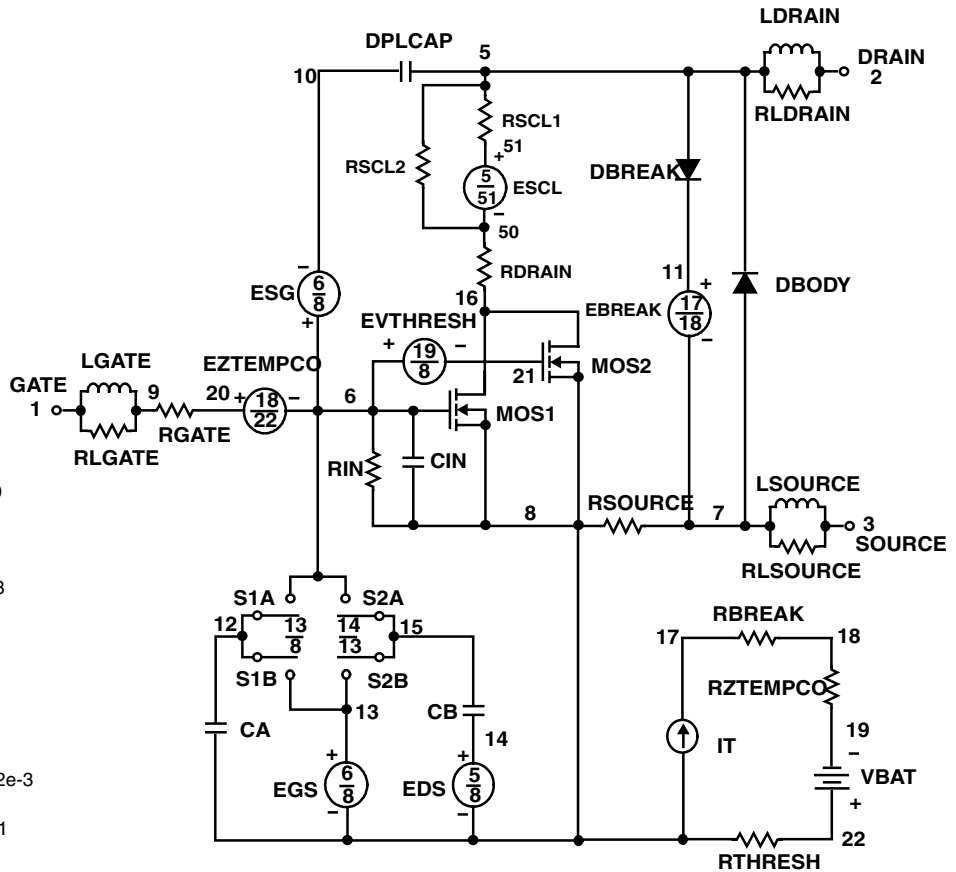 LDRAIN
DPLCAP
5
DRAIN
2
10
RLDRAIN
RSCL1
+ 51
RSCL2
5
51
ESCL
−
50
DBREAK
RDRAIN
11
DBODY
−
ESG
6
8
+
16
EBREAK
+
17
18
−
EVTHRESH
+
19
8
−
21
MOS2
LGATE
EZTEMPCO
GATE
1
9
20
+
18
22
−
6
MOS1
RGATE
RLGATE
RIN
CIN
LSOURCE
RSOURCE
8
7
3
SOURCE
RLSOURCE
S1A
S2A
12
13
8
14
13
15
S1B
S2B
13
CA
CB
14
+
EGS
6
8
−
+
EDS
5
8
−
RBREAK
17
18
RZTEMPCO
IT
19
−
VBAT
+
22
RTHRESH
2e-3